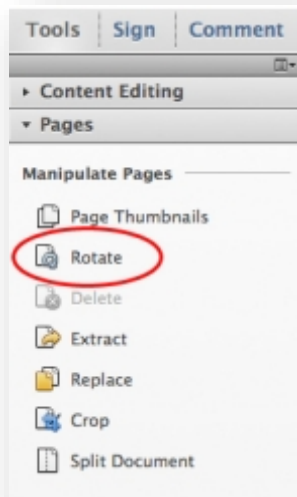 Tools Sign Comment
Content Editing
Pages
Manipulate Pages
Page Thumbnails
Rotate
Delete
Extract
Replace
Crop
Split Document